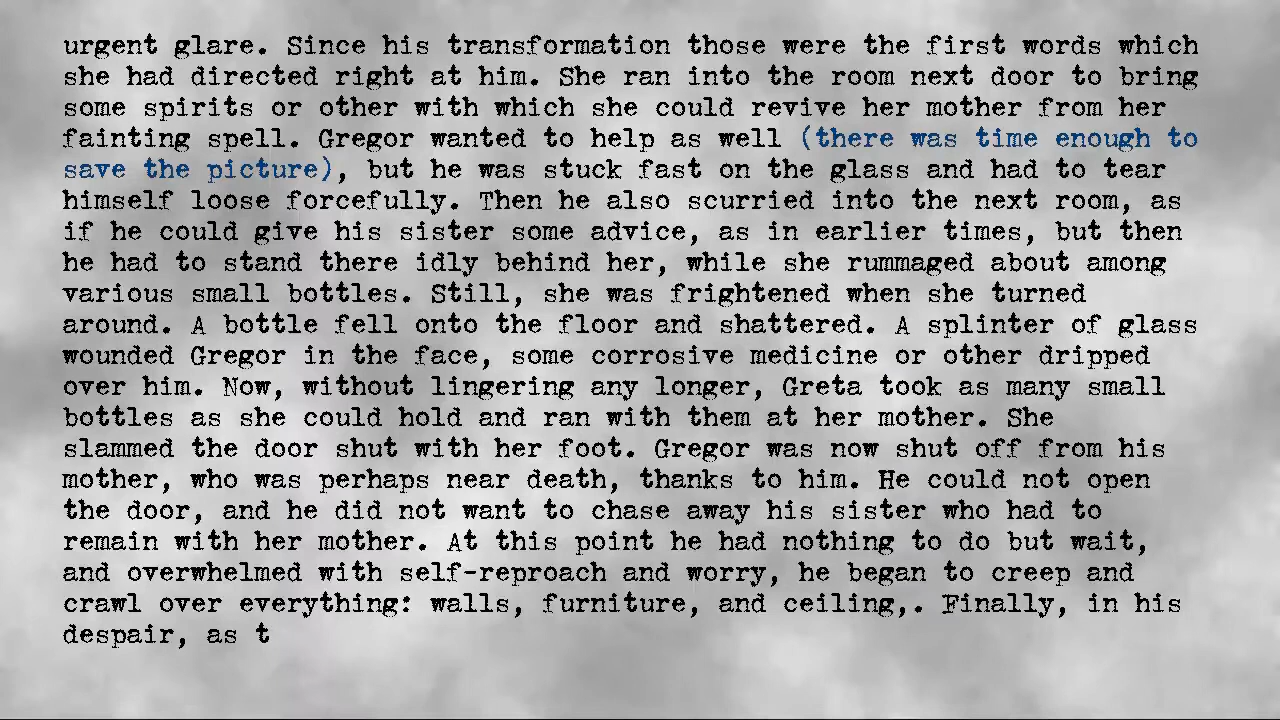 urgent glare. Since his transformation those were the first words which
she had directed right at him. She ran into the room next door to bring
some spirits or other with which she could revive her mother from her
fainting spell. Gregor wanted to help as well (there was time enough to
save the picture), but he was stuck fast on the glass and had to tear
himself loose forcefully. Then he also scurried into the next room, as
if he could give his sister some advice, as in earlier times, but then
he had to stand there idly behind her, while she rummaged about among
various small bottles. Still, she was frightened when she turned
around. A bottle fell onto the floor and shattered. A splinter of glass
wounded Gregor in the face, some corrosive medicine or other dripped
over him. Now, without lingering any longer, Greta took as many small
bottles as she could hold and ran with them at her mother. She
slammed the door shut with her foot. Gregor was now shut off from his
mother, who was perhaps near death, thanks to him. He could not open
the door, and he did not want to chase away his sister who had to
remain with her mother. At this point he had nothing to do but wait,
and overwhelmed with self-reproach and worry, he began to creep and
crawl over everything: walls, furniture, and ceiling,. Finally, in his
despair, as t